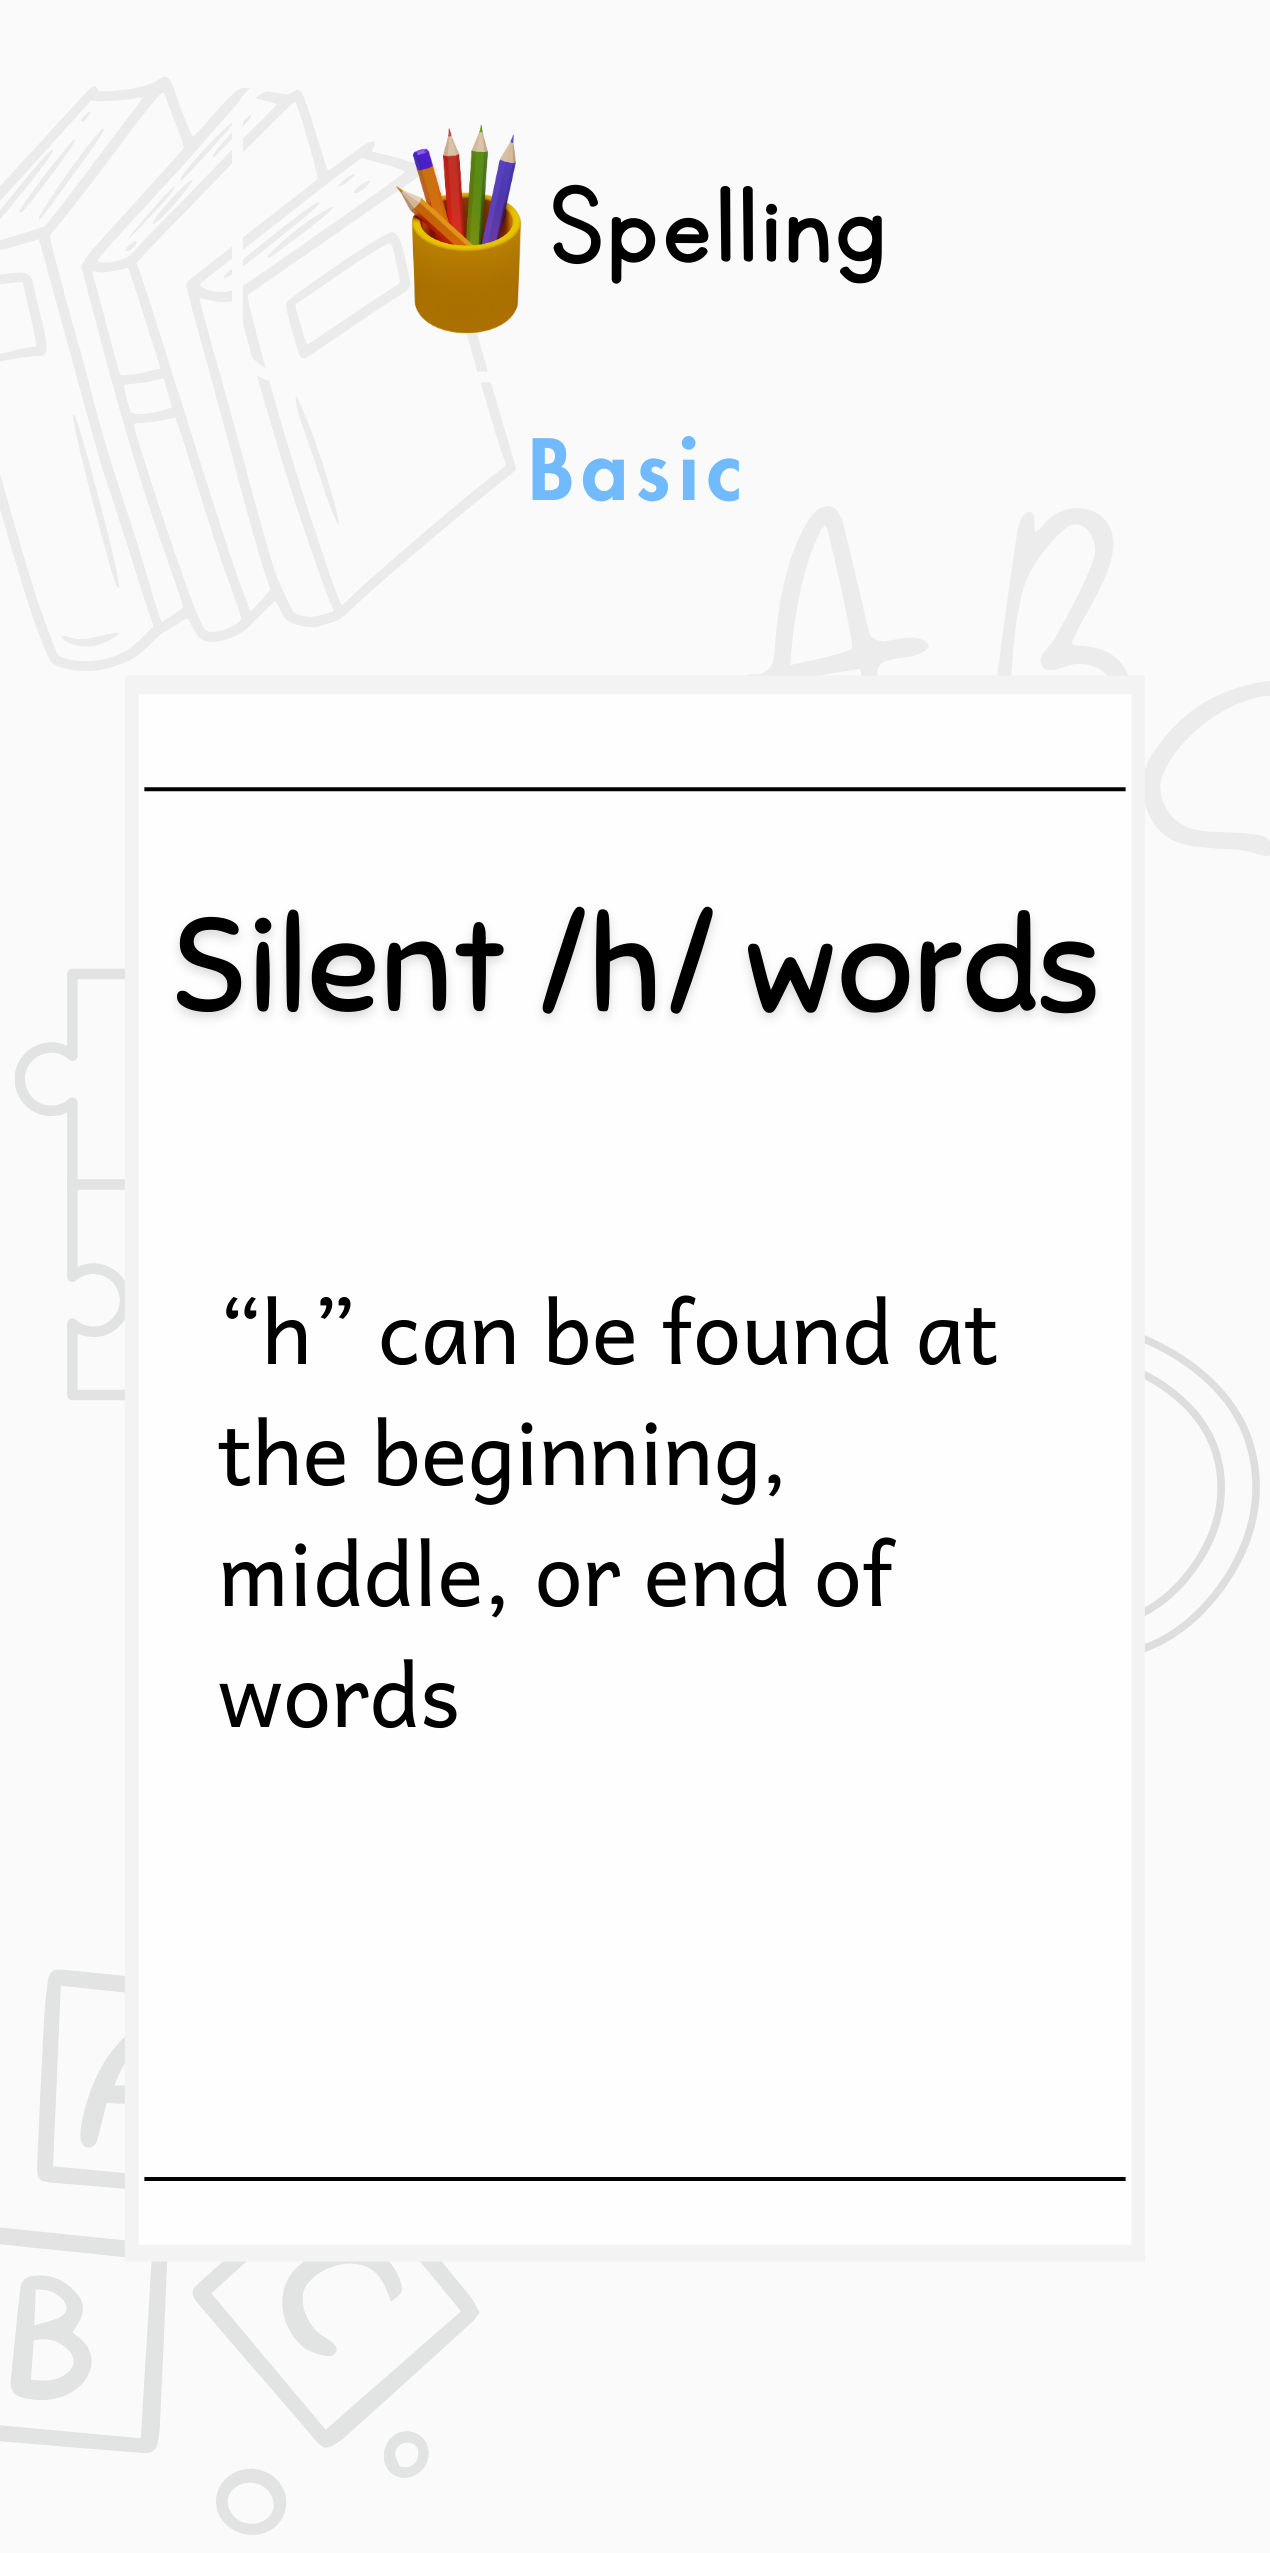 Spelling
Basic
A B
Silent /h/ words
“h” can be found at
the beginning,
middle, or end of
words
A
B
C